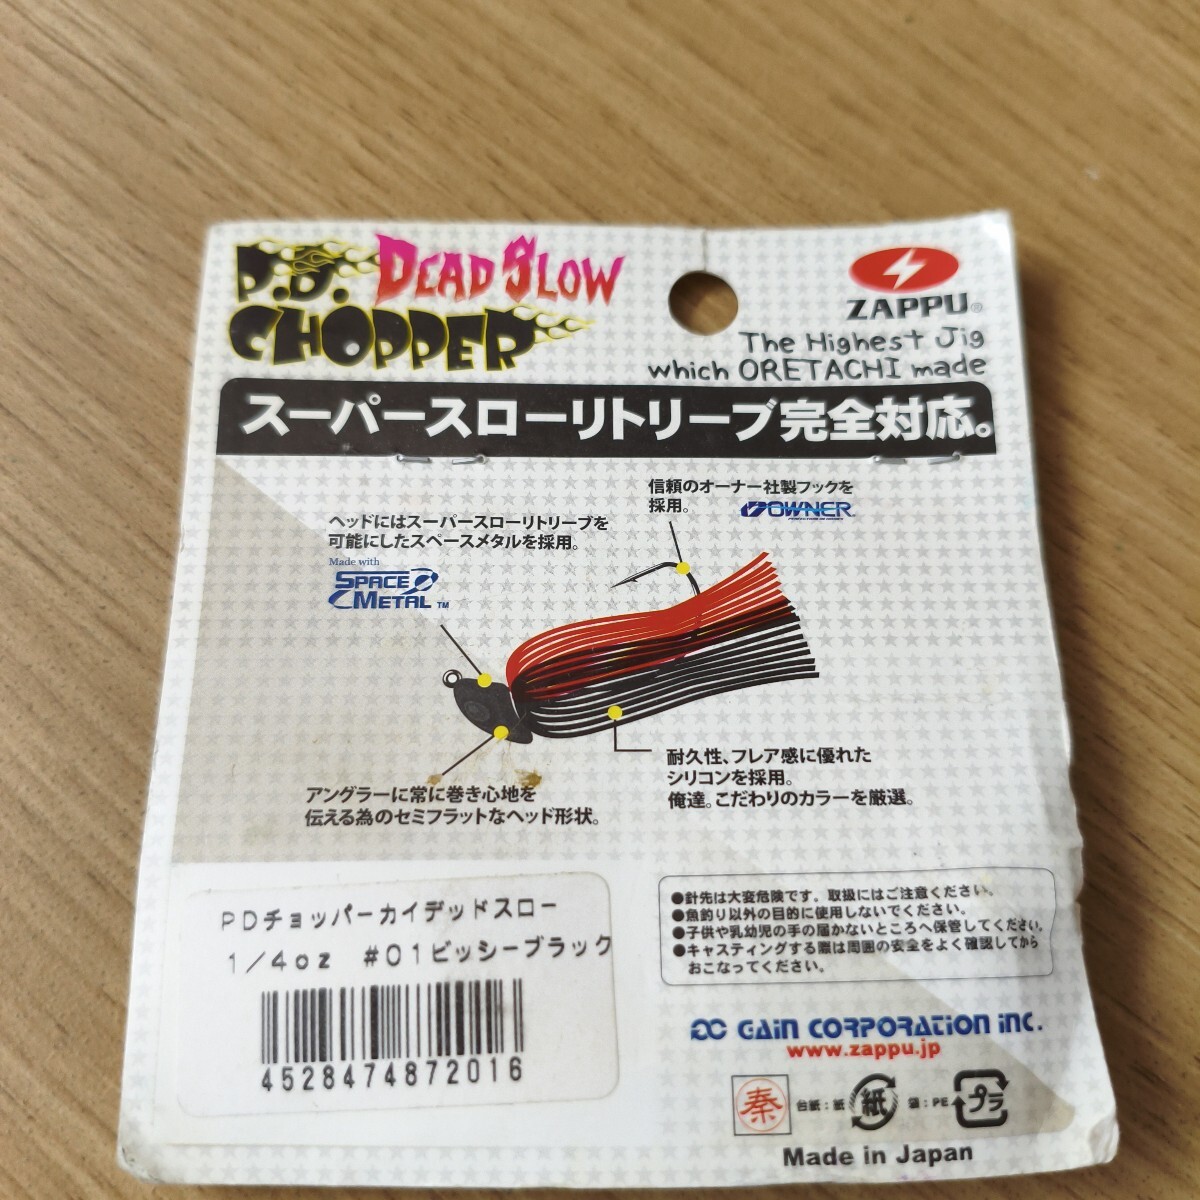 P.D. DEAD SLOW
CHOPPER
ZAPPU®
The Highest Jig
which ORETACHI made
スーパースローリトリーブ完全対応。
信頼のオーナー社製フックを
採用。
OWNER
ヘッドにはスーパースローリトリーブを
可能にしたスペースメタルを採用。
Made with
SPACE
METAL™
アングラーに常に巻き心地を
伝える為のセミフラットなヘッド形状。
耐久性、フレア感に優れた
シリコンを採用。
俺達。こだわりのカラーを厳選。
PDチョッパーカイデッドスロー
1/4oz #01ビッシーブラック
4528474872016
●針先は大変危険です。取扱にはご注意ください。
●魚釣り以外の目的に使用しないでください。
●子供や乳幼児の手の届かないところへ保管してください。
●キャスティングする際は周囲の安全をよく確認してから
おこなってください。
GAIN CORPORATION INC.
www.zappu.jp
秦
台紙:紙
紙
袋:PE
プラ
Made in Japan